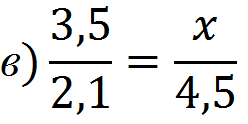 в) 3,5/2,1 = x/4,5